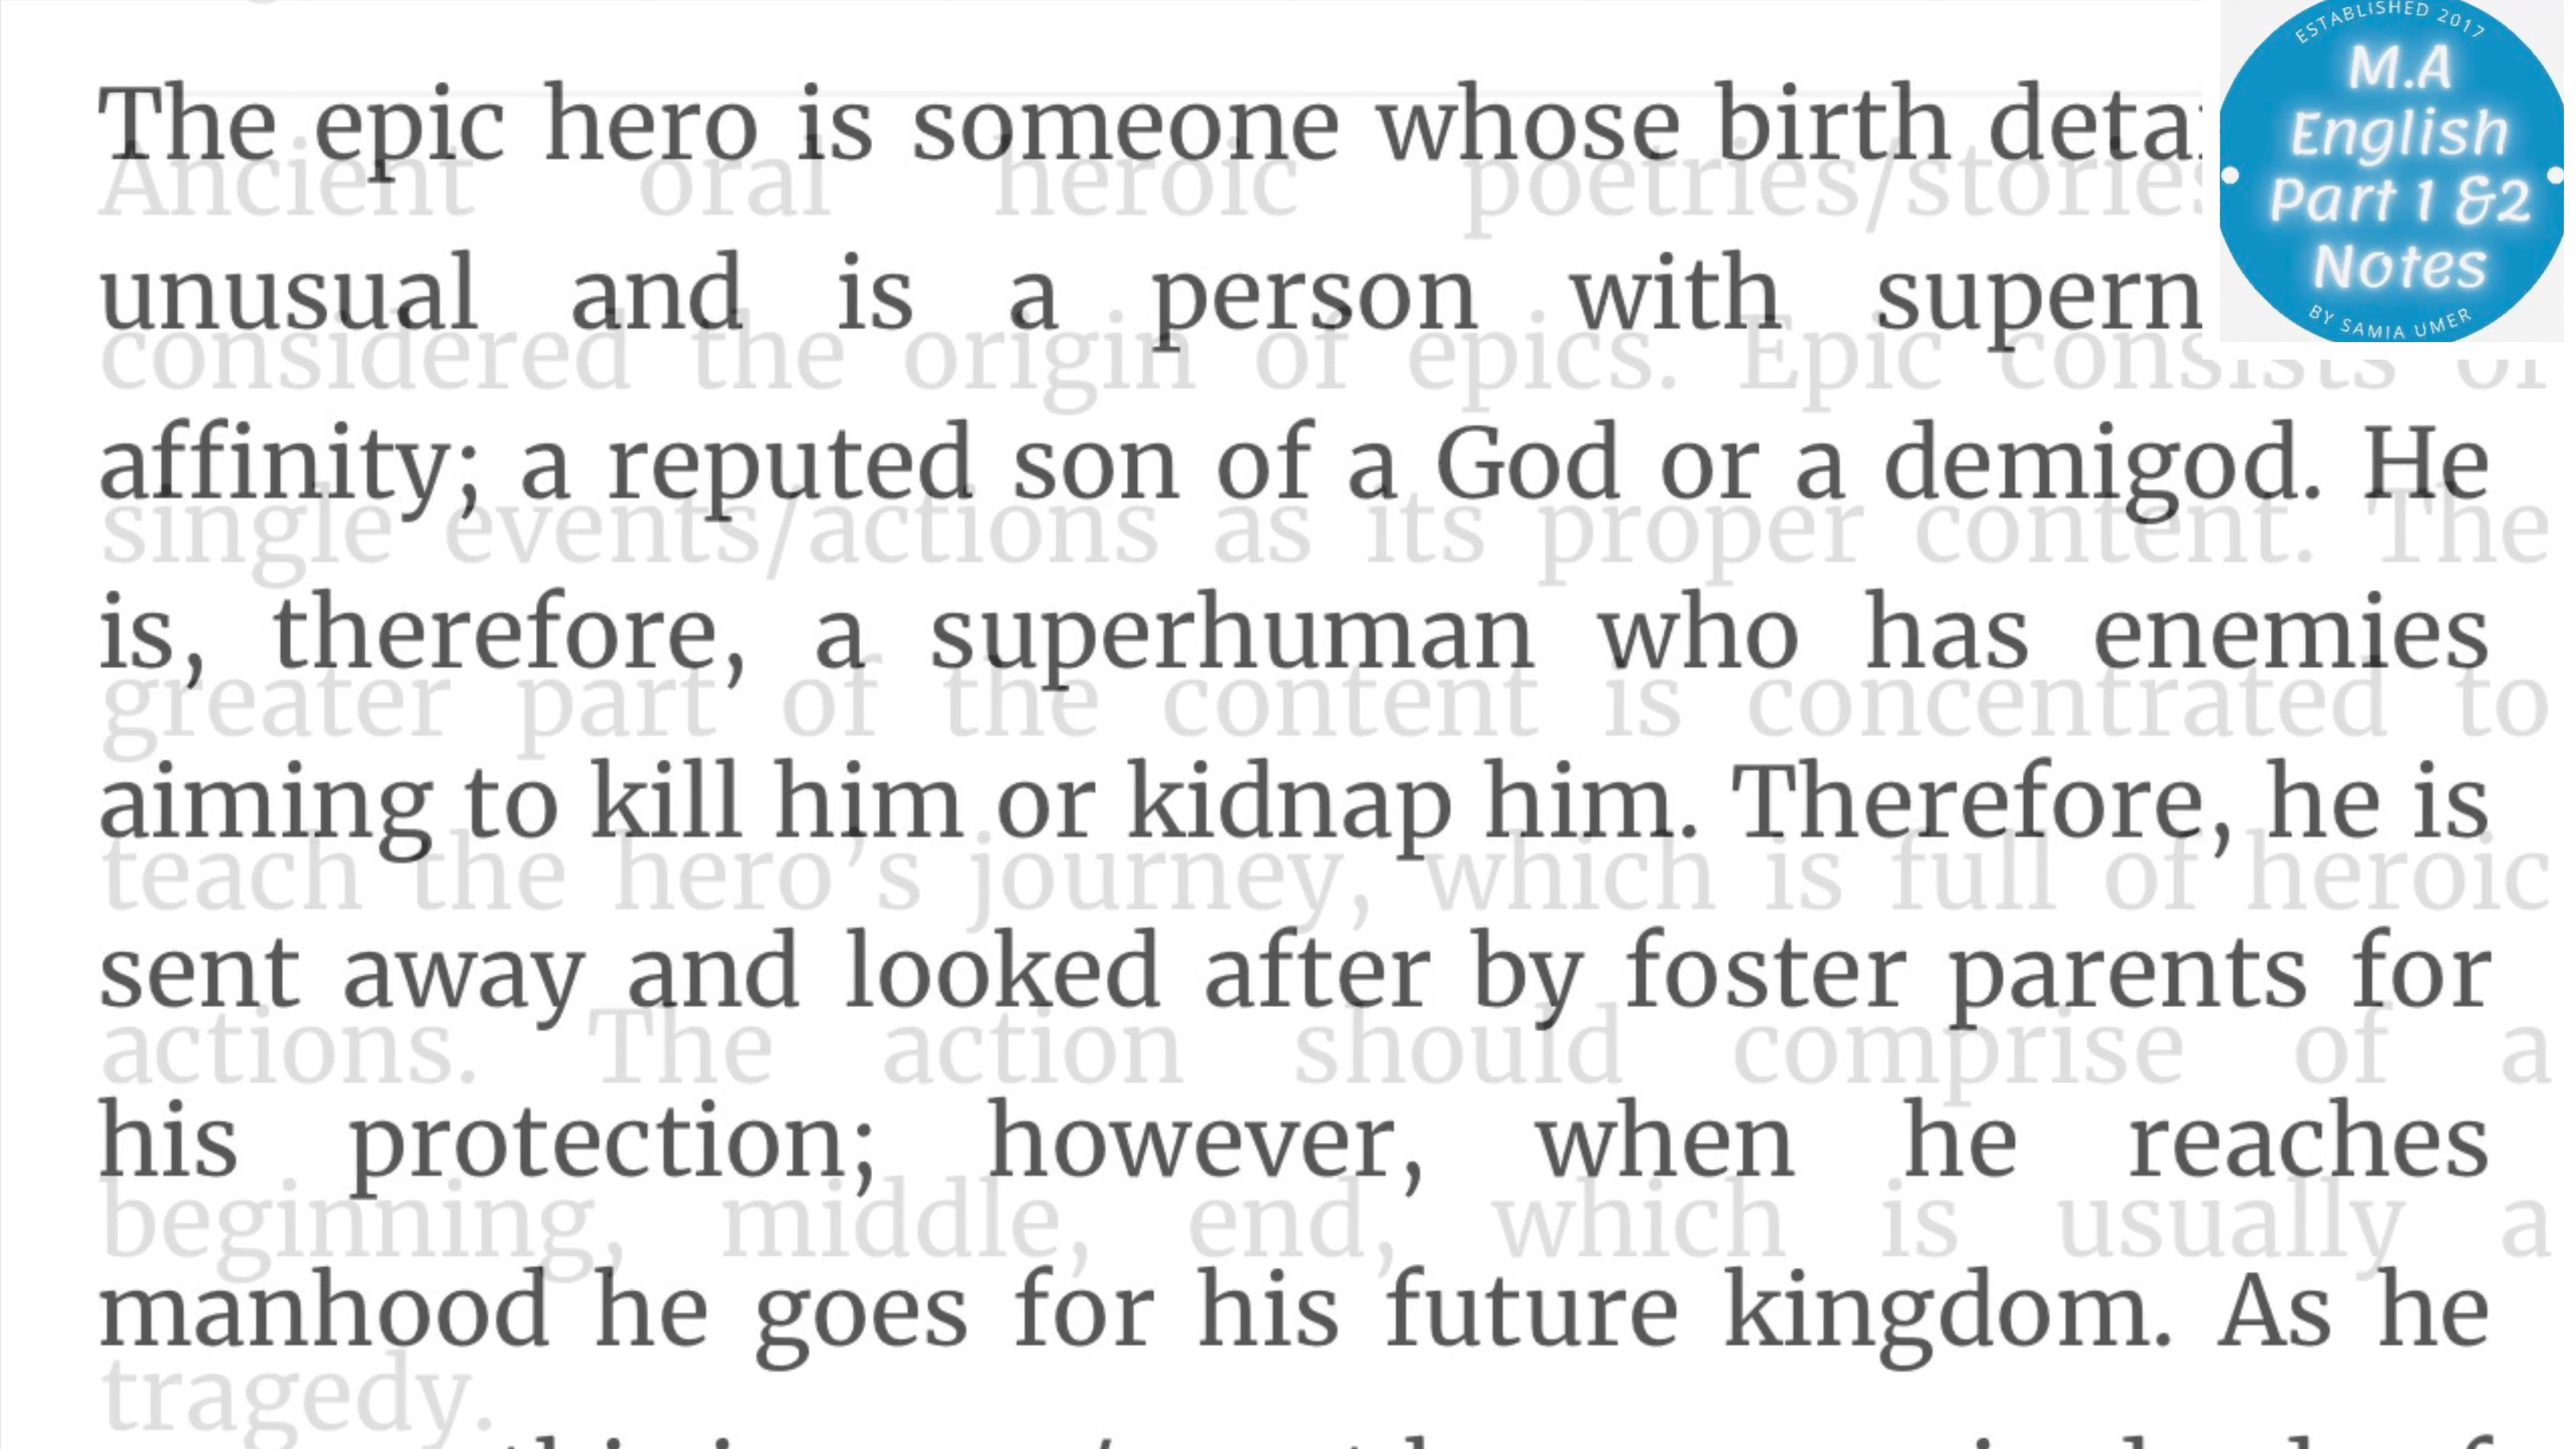 The epic hero is someone whose birth
unusual and is a person with
affinity; a reputed son of a God or a demigod. He
is, therefore, a superhuman who has enemies
aiming to kill him or kidnap him. Therefore, he is
sent away and looked after by foster parents for
his protection; however, when he reaches
manhood he goes for his future kingdom. As he
Ancient oral heroic
considered the origin of epics. Epic consists of
single events/actions as its proper content. The
greater part of the content is concentrated to
teach the hero's journey, which is full of heroic
actions. The action should comprise of a
beginning, middle, end, which is usually a
tragedy.
ESTABLISHED 2017
M.A
English
Part 1 &2
Notes
BY SAMIA UMER